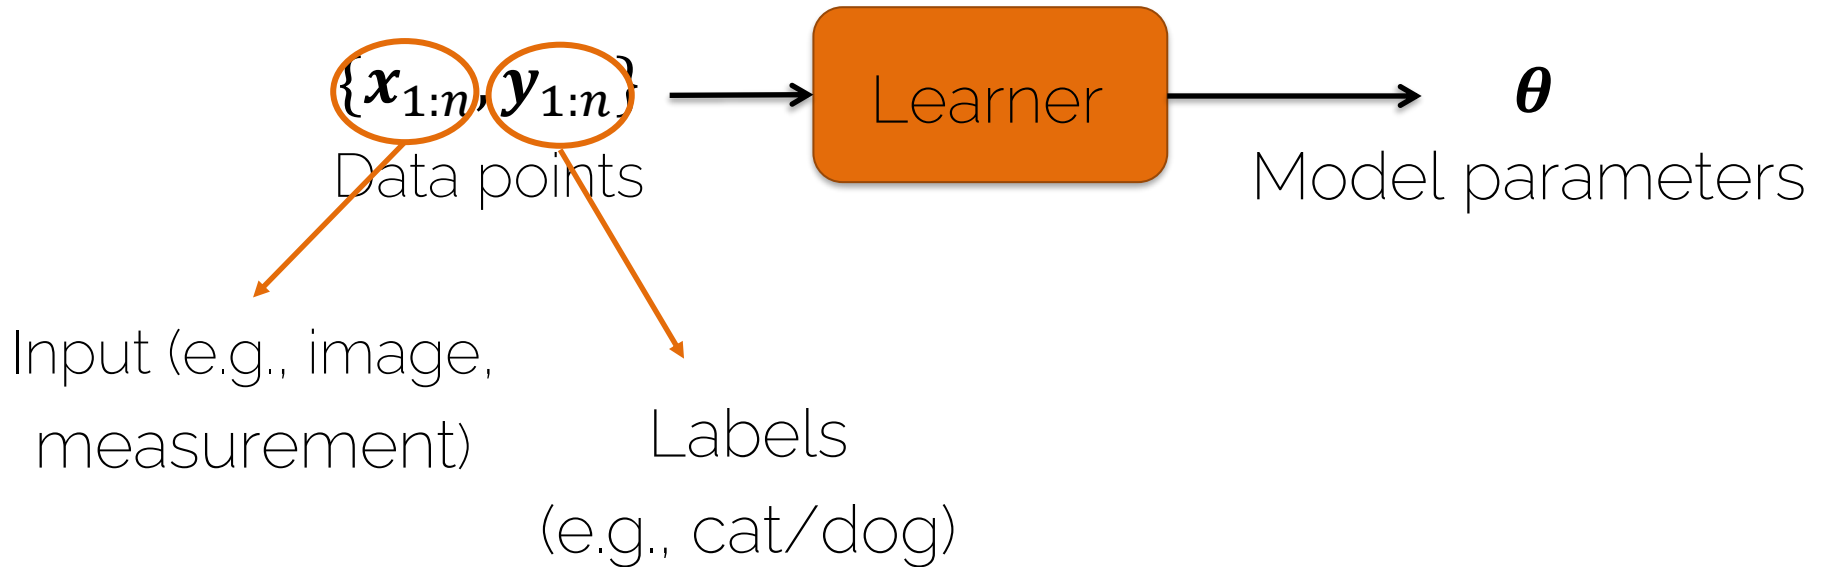 {x₁:ₙ, y₁:ₙ}
Learner
θ
Data points
Model parameters
Input (e.g., image,
measurement)
Labels
(e.g., cat/dog)